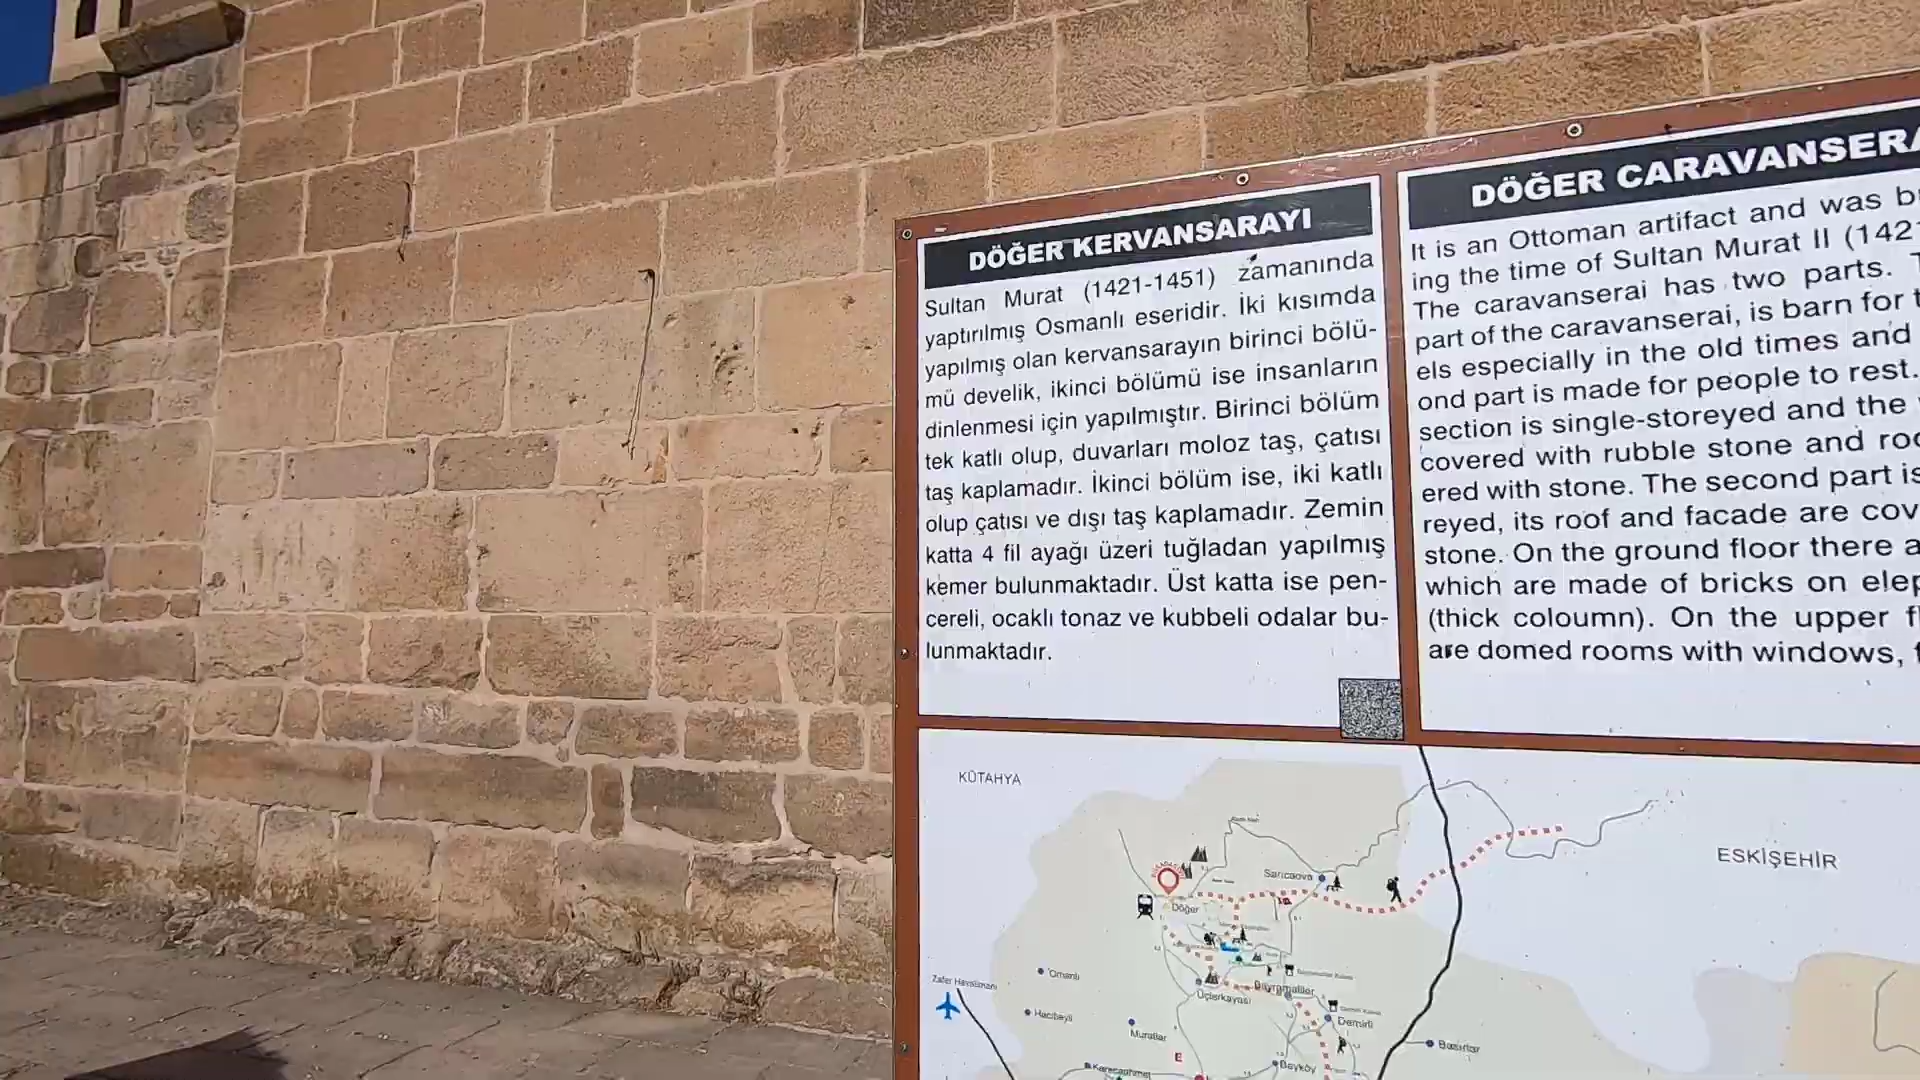 DÖĞER KERVANSARAYI
Sultan Murat (1421-1451) zamanında
yaptırılmış Osmanlı eseridir. İki kısımda
yapılmış olan kervansarayın birinci bölü-
mü develik, ikinci bölümü ise insanların
dinlenmesi için yapılmıştır. Birinci bölüm
tek katlı olup, duvarları moloz taş, çatısı
taş kaplamadır. İkinci bölüm ise, iki katlı
olup çatısı ve dışı taş kaplamadır. Zemin
katta 4 fil ayağı üzeri tuğladan yapılmış
kemer bulunmaktadır. Üst katta ise pen-
cereli, ocaklı tonaz ve kubbeli odalar bu-
lunmaktadır.
DÖĞER CARAVANSERA
It is an Ottoman artifact and was b
ing the time of Sultan Murat II (142
The caravanserai has two parts. T
part of the caravanserai, is barn for t
els especially in the old times and
ond part is made for people to rest.
section is single-storeyed and the
covered with rubble stone and roo
ered with stone. The second part is
reyed, its roof and facade are cov
stone. On the ground floor there a
which are made of bricks on elep
(thick coloumn). On the upper fl
are domed rooms with windows, f
KÜTAHYA
ESKİŞEHİR
Sarıcaova
Döğer
Omanlı
Zafer Havalimanı
Üçlerkayası
Bayramaliler
Hacıbeyli
Muratlar
Demirli
Basırlar
E
Karacaahmet
Beyköy